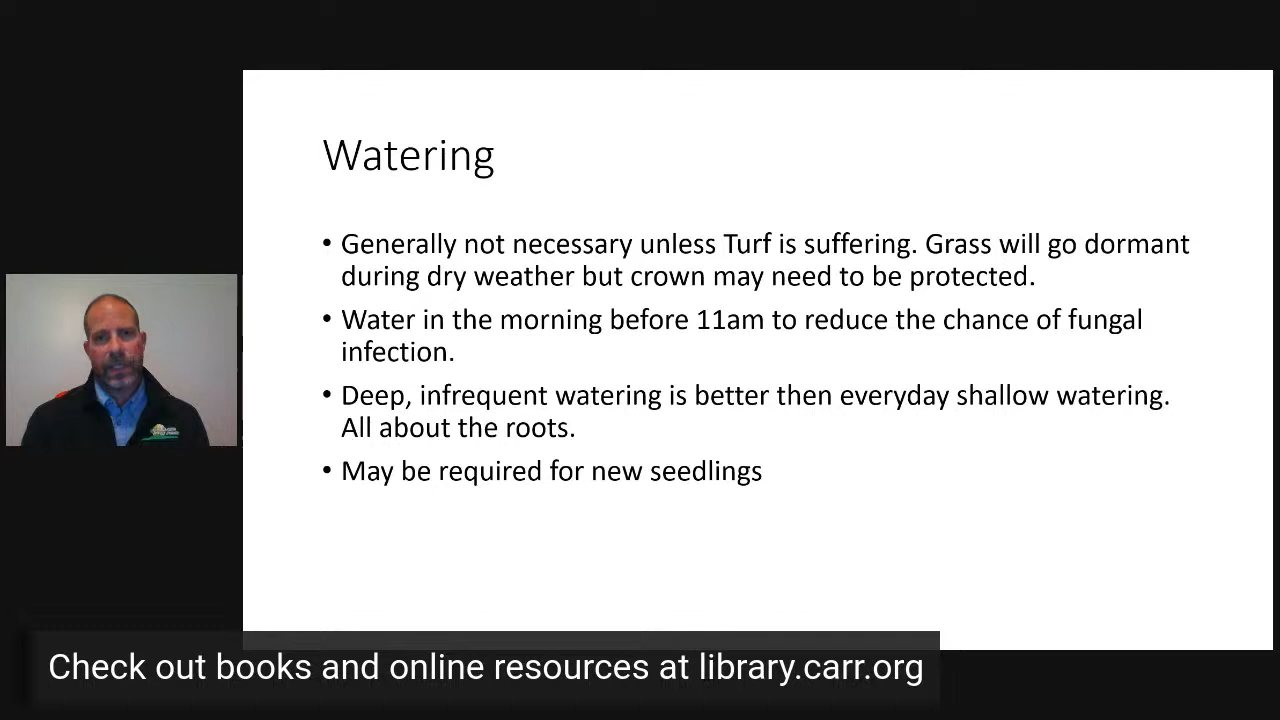 Watering
• Generally not necessary unless Turf is suffering. Grass will go dormant
during dry weather but crown may need to be protected.
• Water in the morning before 11am to reduce the chance of fungal
infection.
• Deep, infrequent watering is better then everyday shallow watering.
All about the roots.
• May be required for new seedlings
Check out books and online resources at library.carr.org